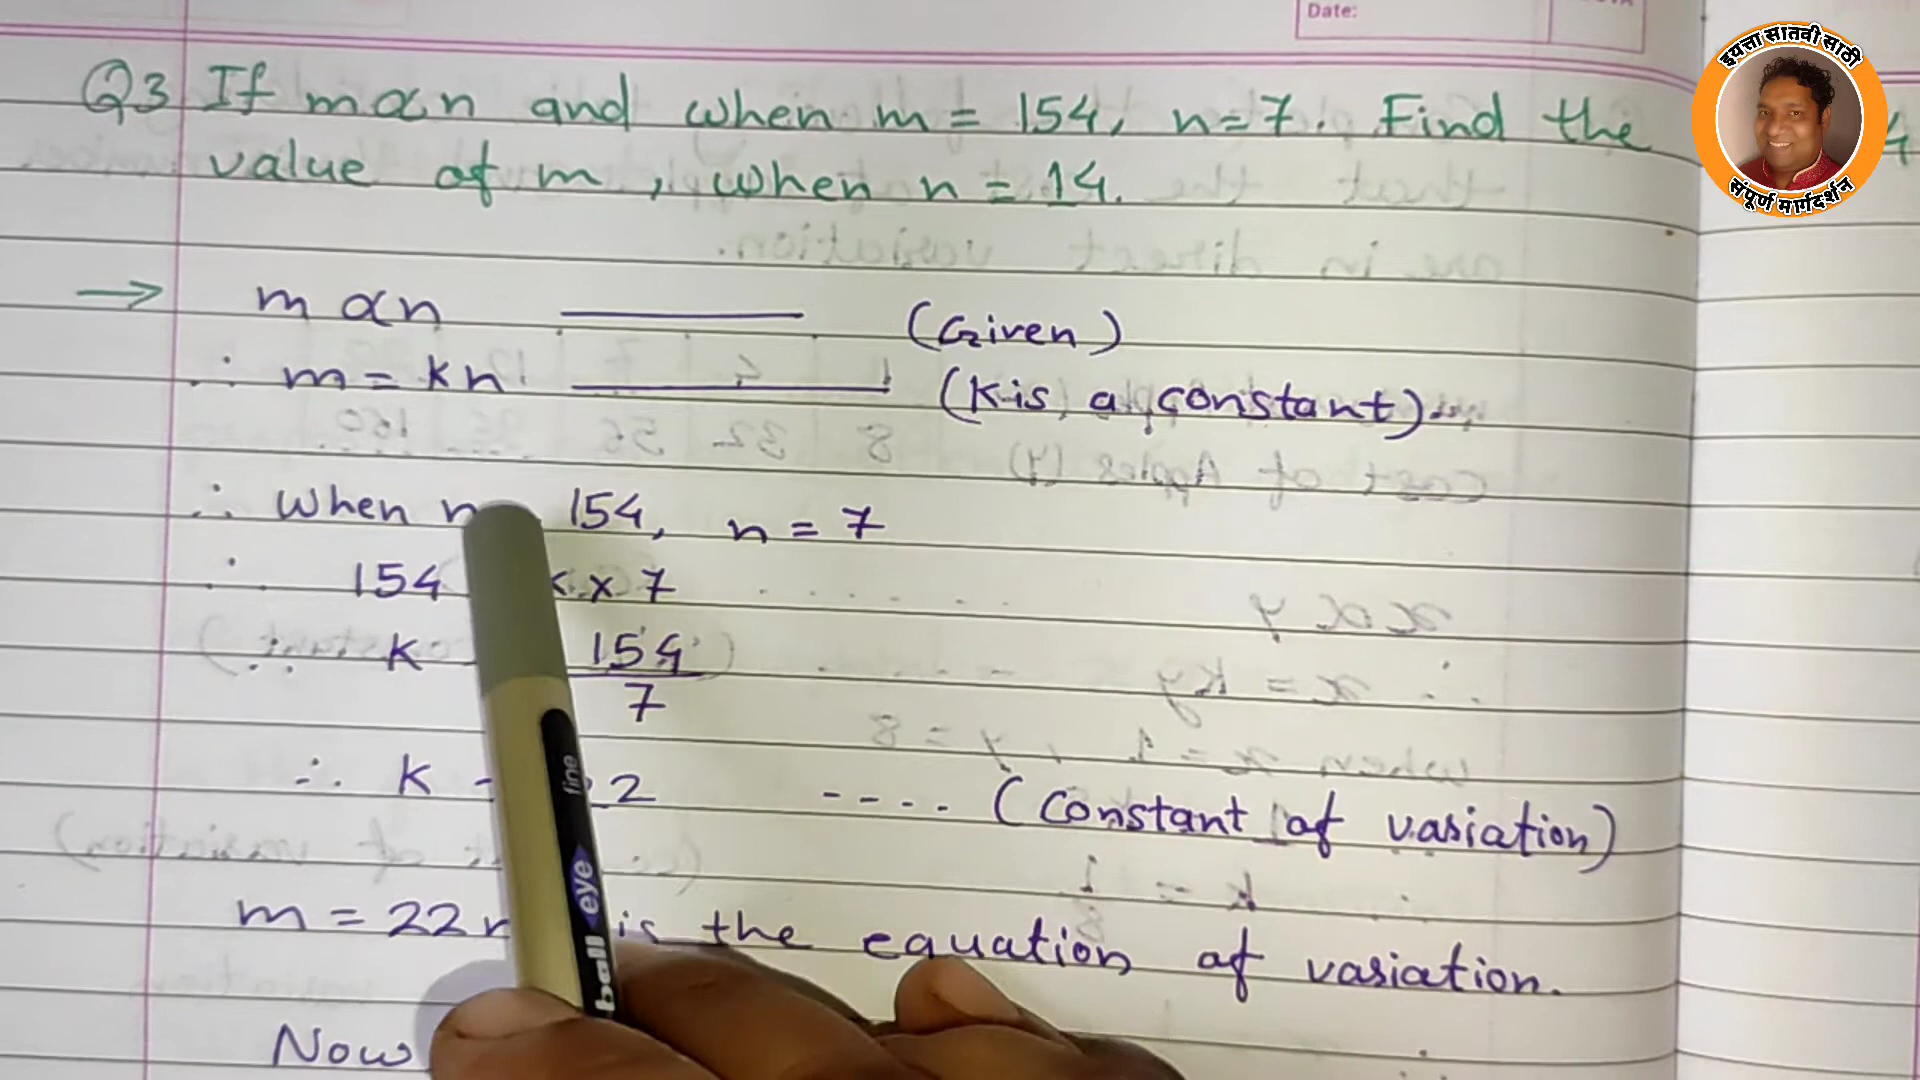 Date:
Q3 If m ∝ n and when m = 154, n=7. Find the
value of m, when n = 14.
→ m ∝ n ——— (Given)
∴ m = kn ——— (K is a constant)
∴ when 154, n = 7
∴ 154 k x 7
∴ k 154
7
∴ k 22 ---- (Constant of variation)
m = 22n is the equation of variation.
Now
इयत्ता सातवी साठी
संपूर्ण मार्गदर्शन
fine
eye
ball